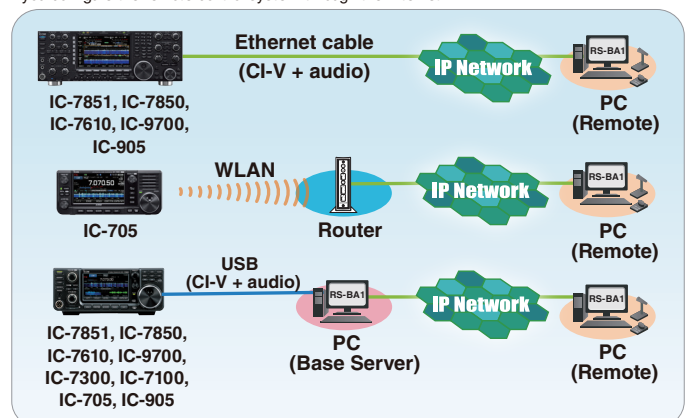 Ethernet cable
(CI-V + audio)
IP Network
RS-BA1
IC-7851, IC-7850,
IC-7610, IC-9700,
IC-905
PC
(Remote)
WLAN
7.070.50
IP Network
RS-BA1
IC-705
Router
PC
(Remote)
USB
(CI-V + audio)
RS-BA1
IP Network
RS-BA1
IC-7851, IC-7850,
IC-7610, IC-9700,
IC-7300, IC-7100,
IC-705, IC-905
PC
(Base Server)
PC
(Remote)